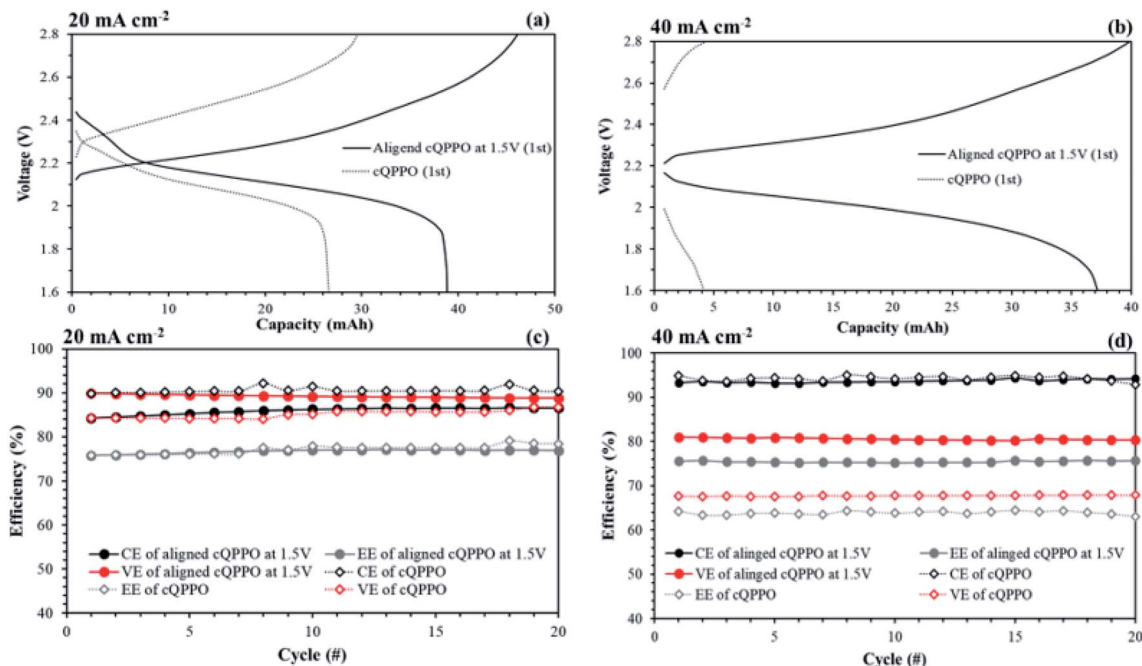 20 mA cm-2 (a)
2.8
2.6
2.4
2.2
2
1.8
1.6
Voltage (V)
Aligend cQPPO at 1.5V (1st)
cQPPO (1st)
0 10 20 30 40 50
Capacity (mAh)
40 mA cm-2 (b)
2.8
2.6
2.4
2.2
2
1.8
1.6
Voltage (V)
Aligned cQPPO at 1.5V (1st)
cQPPO (1st)
0 5 10 15 20 25 30 35 40
Capacity (mAh)
20 mA cm-2 (c)
100
90
80
70
60
50
40
Efficiency (%)
CE of aligned cQPPO at 1.5V EE of aligned cQPPO at 1.5V
VE of aligned cQPPO at 1.5V CE of cQPPO
EE of cQPPO VE of cQPPO
0 5 10 15 20
Cycle (#)
40 mA cm-2 (d)
100
90
80
70
60
50
40
Efficiency (%)
CE of alinged cQPPO at 1.5V EE of alinged cQPPO at 1.5V
VE of alinged cQPPO at 1.5V CE of cQPPO
EE of cQPPO VE of cQPPO
0 5 10 15 20
Cycle (#)